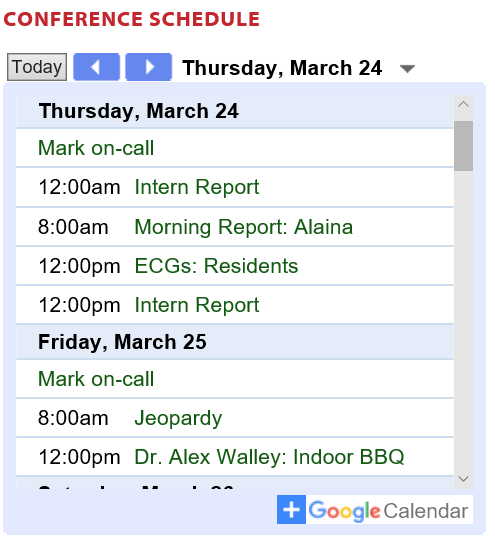 CONFERENCE SCHEDULE
Today Thursday, March 24
Thursday, March 24
Mark on-call
12:00am Intern Report
8:00am Morning Report: Alaina
12:00pm ECGs: Residents
12:00pm Intern Report
Friday, March 25
Mark on-call
8:00am Jeopardy
12:00pm Dr. Alex Walley: Indoor BBQ
Google Calendar